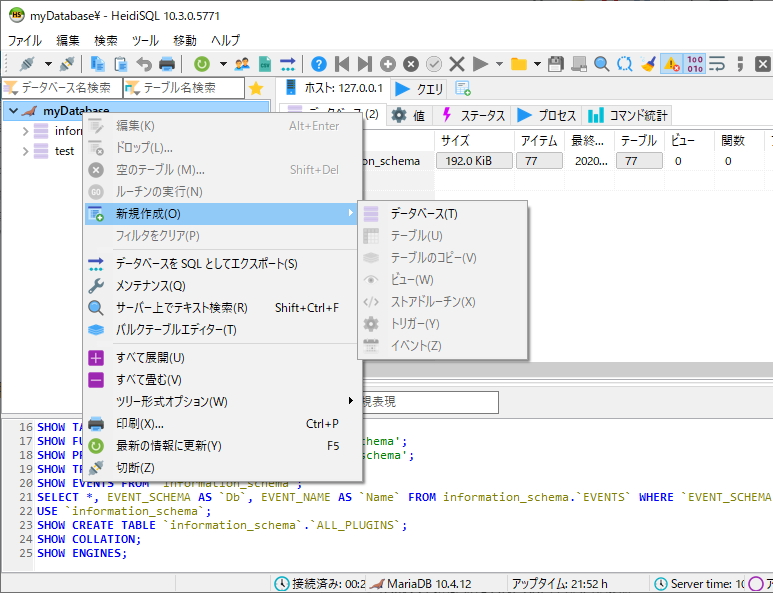 myDatabase¥ - HeidiSQL 10.3.0.5771
ファイル 編集 検索 ツール 移動 ヘルプ
データベース名検索 テーブル名検索 ホスト: 127.0.0.1 クエリ
myDatabase (2) 値 ステータス プロセス コマンド統計
infor
test
サイズ アイテム 最終... テーブル ビュー 関数
on_schema 192.0 KiB 77 2020... 77 0 0
編集(K) Alt+Enter
ドロップ(L)...
空のテーブル (M)... Shift+Del
ルーチンの実行(N)
新規作成(O)
フィルタをクリア(P)
データベースを SQL としてエクスポート(S)
メンテナンス(Q)
サーバー上でテキスト検索(R) Shift+Ctrl+F
バルクテーブルエディター(T)
すべて展開(U)
すべて畳む(V)
ツリー形式オプション(W)
印刷(X)... Ctrl+P
最新の情報に更新(Y) F5
切断(Z)
データベース(T)
テーブル(U)
テーブルのコピー(V)
ビュー(W)
ストアドルーチン(X)
トリガー(Y)
イベント(Z)
規表現
16 SHOW TA
17 SHOW FU chema';
18 SHOW PR schema';
19 SHOW TR
20 SHOW EVENTS FROM `information_schema`;
21 SELECT *, EVENT_SCHEMA AS `Db`, EVENT_NAME AS `Name` FROM information_schema.`EVENTS` WHERE `EVENT_SCHEMA
22 USE `information_schema`;
23 SHOW CREATE TABLE `information_schema`.`ALL_PLUGINS`;
24 SHOW COLLATION;
25 SHOW ENGINES;
接続済み: 00:2 MariaDB 10.4.12 アップタイム: 21:52 h Server time: 10 ア